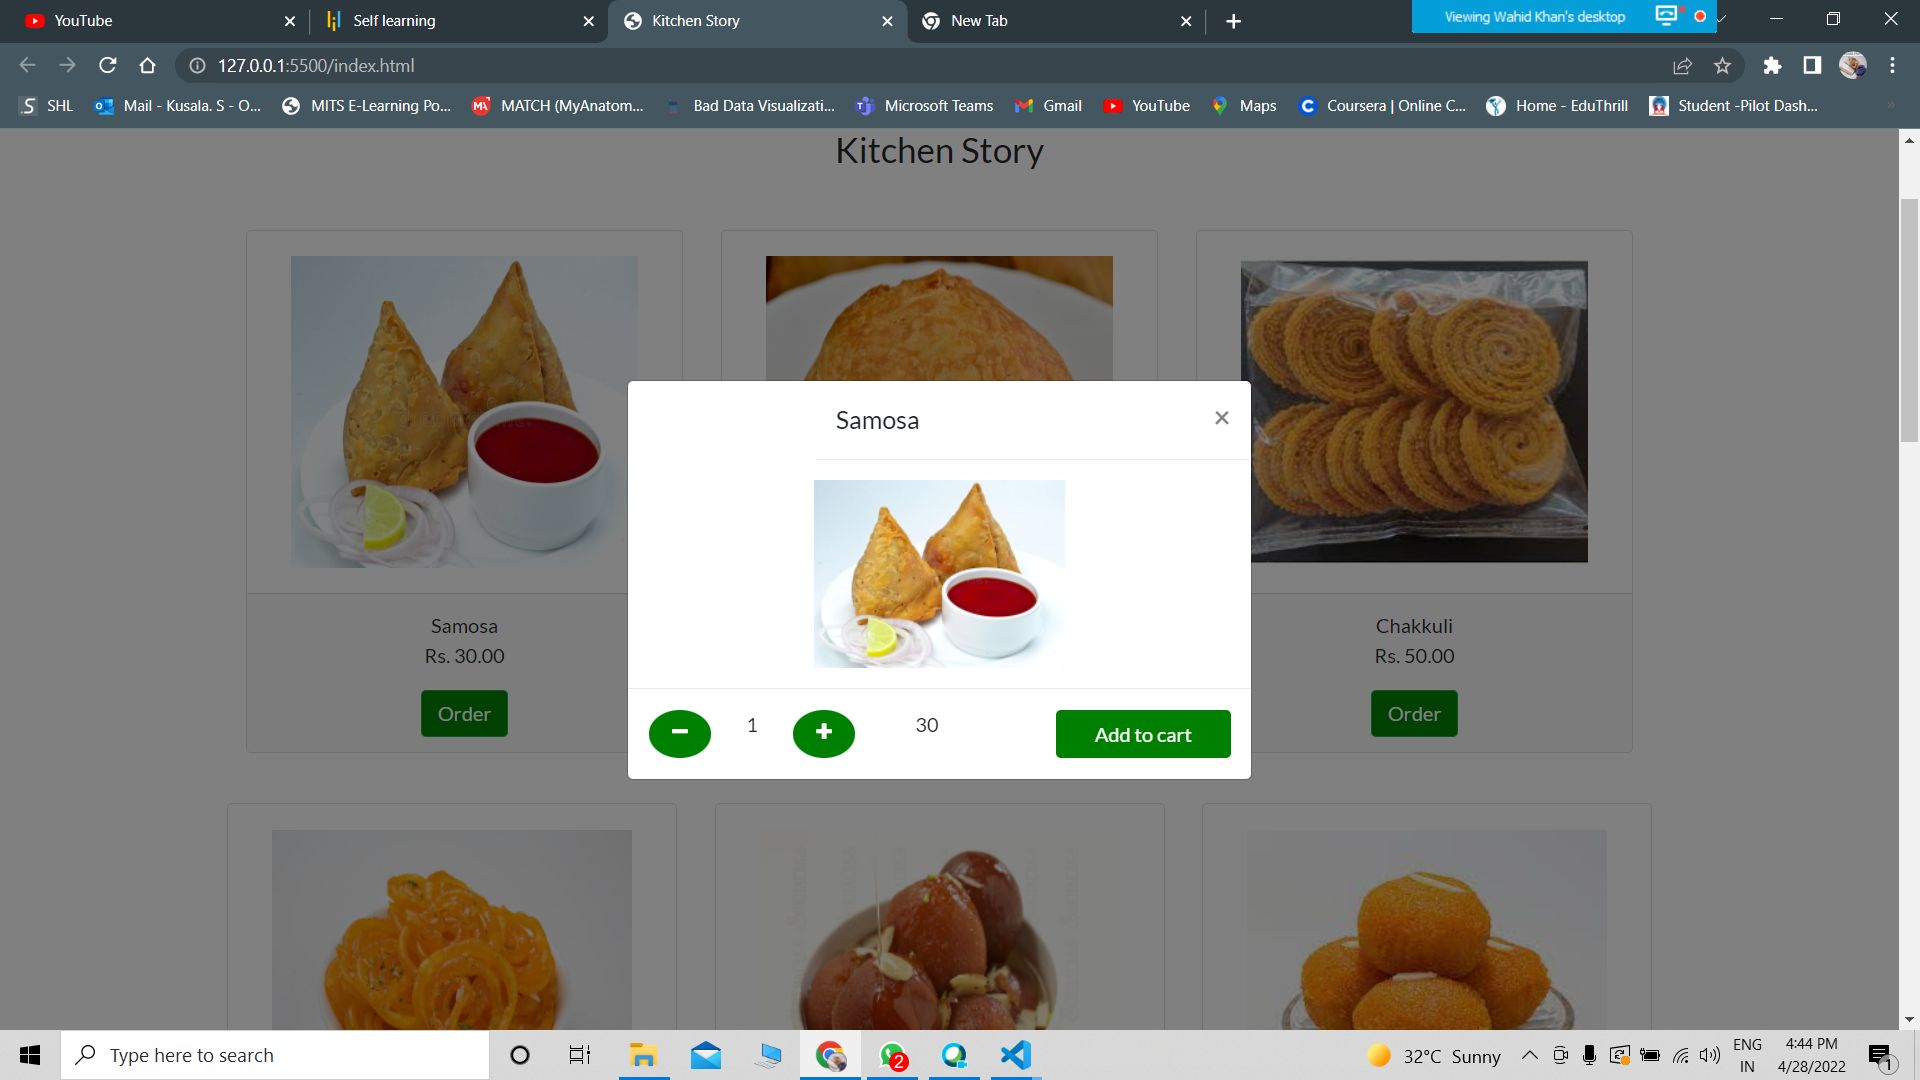 YouTube
Self learning
Kitchen Story
New Tab
Viewing Wahid Khan's desktop
127.0.0.1:5500/index.html
SHL
Mail - Kusala. S - O...
MITS E-Learning Po...
MATCH (MyAnatom...
Bad Data Visualizati...
Microsoft Teams
Gmail
YouTube
Maps
Coursera | Online C...
Home - EduThrill
Student -Pilot Dash...
Kitchen Story
Samosa
1
30
Add to cart
Samosa
Rs. 30.00
Order
Chakkuli
Rs. 50.00
Order
Type here to search
2
32°C Sunny
ENG
IN
4:44 PM
4/28/2022
1